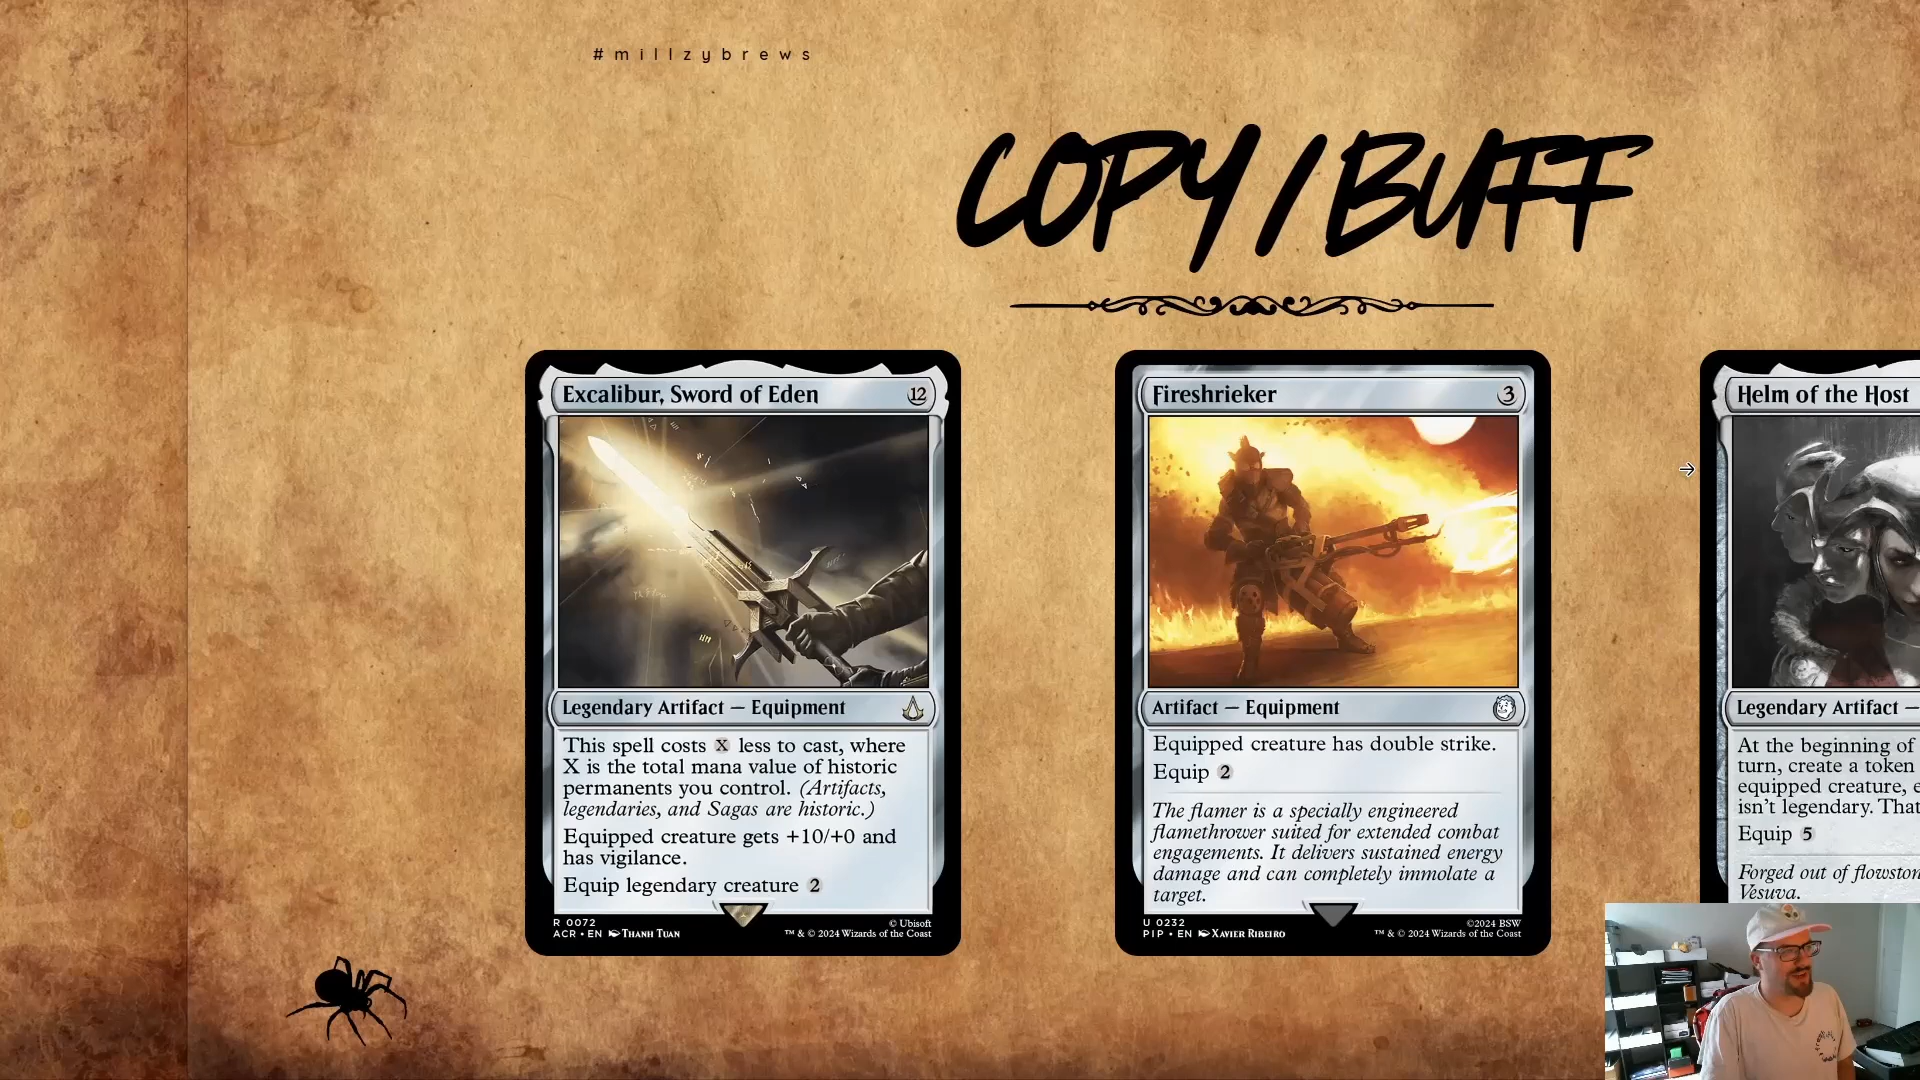 #millzybrews
COPY/BUFF
Excalibur, Sword of Eden 12
Legendary Artifact — Equipment
This spell costs X less to cast, where
X is the total mana value of historic
permanents you control. (Artifacts,
legendaries, and Sagas are historic.)
Equipped creature gets +10/+0 and
has vigilance.
Equip legendary creature 2
R 0072
ACR • EN Thanh Tuan
© Ubisoft
™ & © 2024 Wizards of the Coast
Fireshrieker 3
Artifact — Equipment
Equipped creature has double strike.
Equip 2
The flamer is a specially engineered
flamethrower suited for extended combat
engagements. It delivers sustained energy
damage and can completely immolate a
target.
U 0232
PIP • EN Xavier Ribeiro
©2024 BSW
™ & © 2024 Wizards of the Coast
Helm of the Host
Legendary Artifact —
At the beginning of
turn, create a token
equipped creature, e
isn't legendary. That
Equip 5
Forged out of flowston
Vesuva.